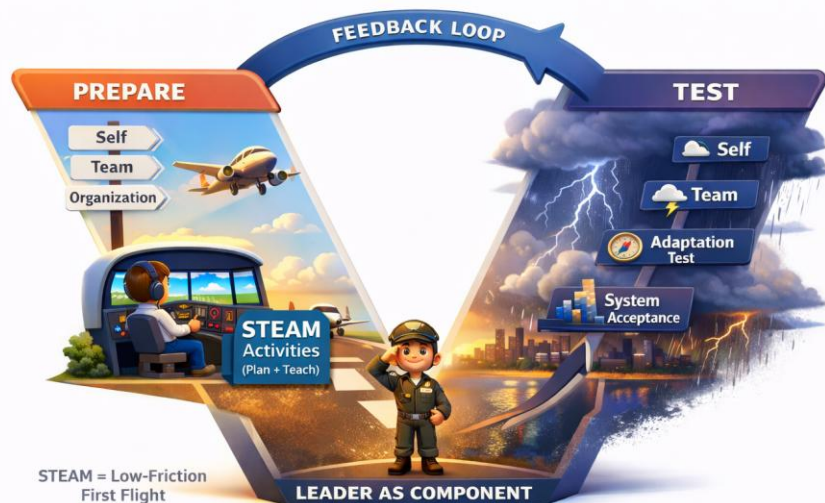 FEEDBACK LOOP
PREPARE
Self
Team
Organization
STEAM
Activities
(Plan + Teach)
TEST
Self
Team
Adaptation
Test
System
Acceptance
STEAM = Low-Friction
First Flight
LEADER AS COMPONENT